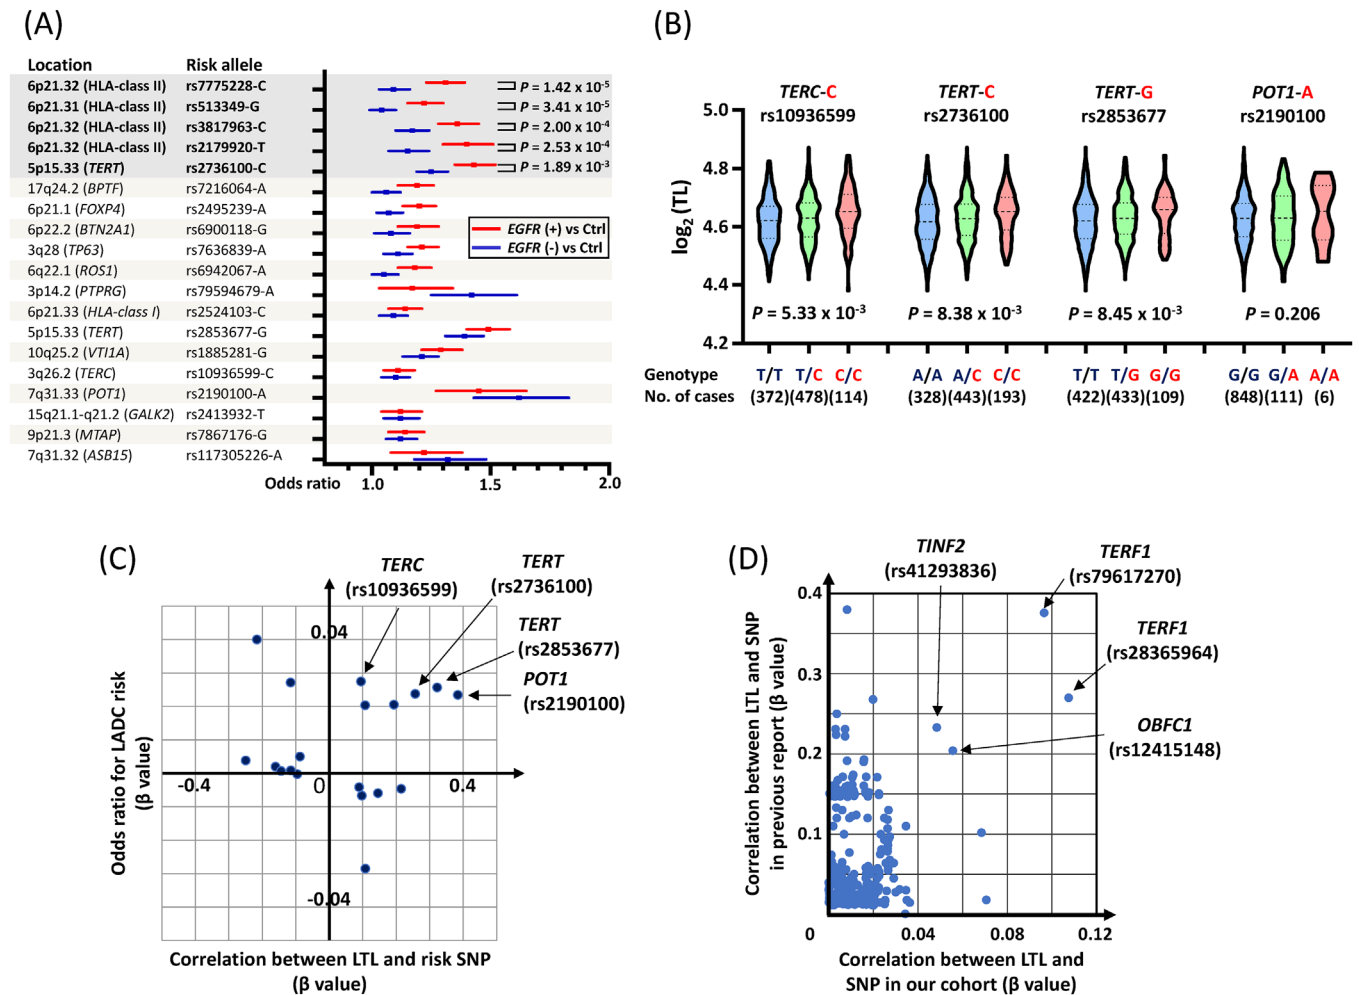 (A)
Location Risk allele
6p21.32 (HLA-class II) rs7775228-C P = 1.42 x 10-5
6p21.31 (HLA-class II) rs513349-G P = 3.41 x 10-5
6p21.32 (HLA-class II) rs3817963-C P = 2.00 x 10-4
6p21.32 (HLA-class II) rs2179920-T P = 2.53 x 10-4
5p15.33 (TERT) rs2736100-C P = 1.89 x 10-3
17q24.2 (BPTF) rs7216064-A
6p21.1 (FOXP4) rs2495239-A
6p22.2 (BTN2A1) rs6900118-G
3q28 (TP63) rs7636839-A
6q22.1 (ROS1) rs6942067-A
3p14.2 (PTPRG) rs79594679-A
6p21.33 (HLA-class I) rs2524103-C
5p15.33 (TERT) rs2853677-G
10q25.2 (VTI1A) rs1885281-G
3q26.2 (TERC) rs10936599-C
7q31.33 (POT1) rs2190100-A
15q21.1-q21.2 (GALK2) rs2413932-T
9p21.3 (MTAP) rs7867176-G
7q31.32 (ASB15) rs117305226-A
EGFR (+) vs Ctrl
EGFR (-) vs Ctrl
Odds ratio 1.0 1.5 2.0
(B)
TERC-C TERT-C TERT-G POT1-A
rs10936599 rs2736100 rs2853677 rs2190100
log2 (TL)
5.0
4.8
4.6
4.4
4.2
P = 5.33 x 10-3 P = 8.38 x 10-3 P = 8.45 x 10-3 P = 0.206
Genotype T/T T/C C/C A/A A/C C/C T/T T/G G/G G/G G/A A/A
No. of cases (372)(478)(114) (328)(443)(193) (422)(433)(109) (848)(111) (6)
(C)
TERC
(rs10936599)
TERT
(rs2736100)
TERT
(rs2853677)
POT1
(rs2190100)
Odds ratio for LADC risk
(β value)
0.04
-0.4 0 0.4
-0.04
Correlation between LTL and risk SNP
(β value)
(D)
TINF2
(rs41293836)
TERF1
(rs79617270)
TERF1
(rs28365964)
OBFC1
(rs12415148)
Correlation between LTL and SNP
in previous report (β value)
0.4
0.3
0.2
0.1
0 0.04 0.08 0.12
Correlation between LTL and
SNP in our cohort (β value)